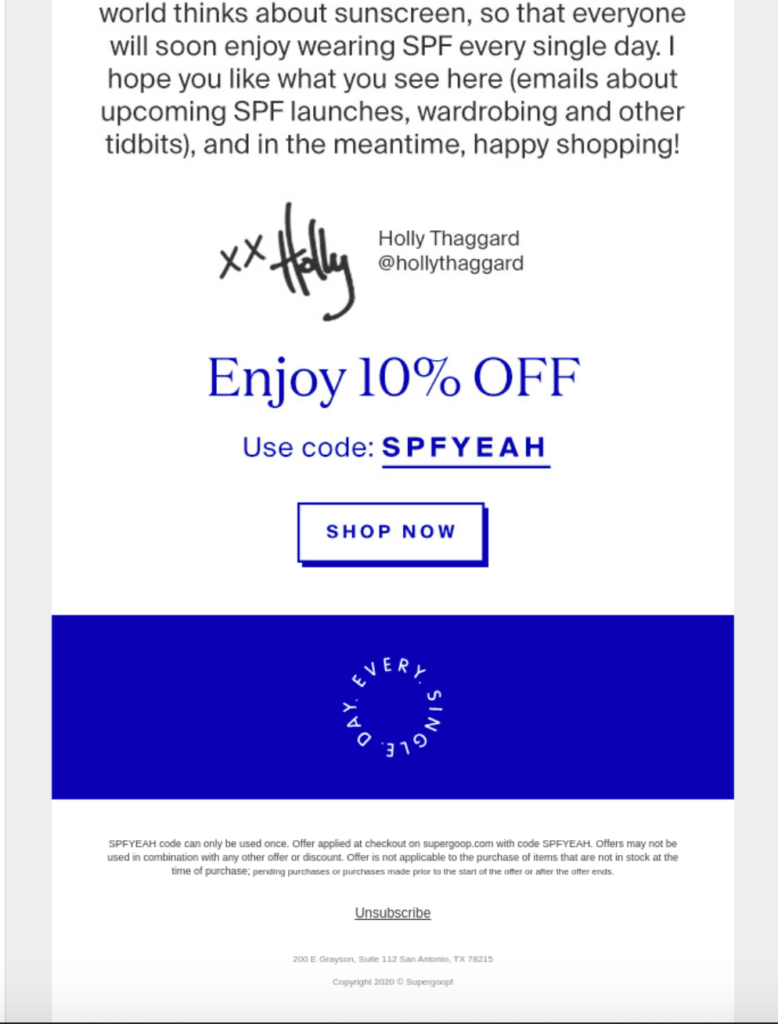 world thinks about sunscreen, so that everyone
will soon enjoy wearing SPF every single day. I
hope you like what you see here (emails about
upcoming SPF launches, wardrobing and other
tidbits), and in the meantime, happy shopping!
xx Holly
Holly Thaggard
@hollythaggard
Enjoy 10% OFF
Use code: SPFYEAH
SHOP NOW
EVERY. SINGLE. DAY.
SPFYEAH code can only be used once. Offer applied at checkout on supergoop.com with code SPFYEAH. Offers may not be
used in combination with any other offer or discount. Offer is not applicable to the purchase of items that are not in stock at the
time of purchase; pending purchases or purchases made prior to the start of the offer or after the offer ends.
Unsubscribe
200 E Grayson, Suite 112 San Antonio, TX 78215
Copyright 2020 © Supergoop!